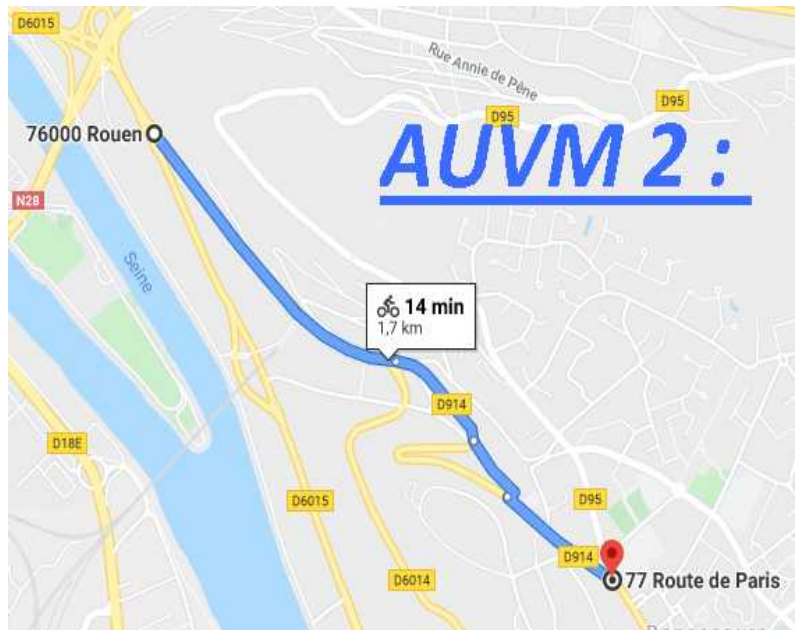 D6015
Rue Annie de Pène
D95
D95
76000 Rouen
AUVM 2 :
N28
Seine
14 min
1,7 km
D914
D18E
D6015
D95
D914
77 Route de Paris
D6014